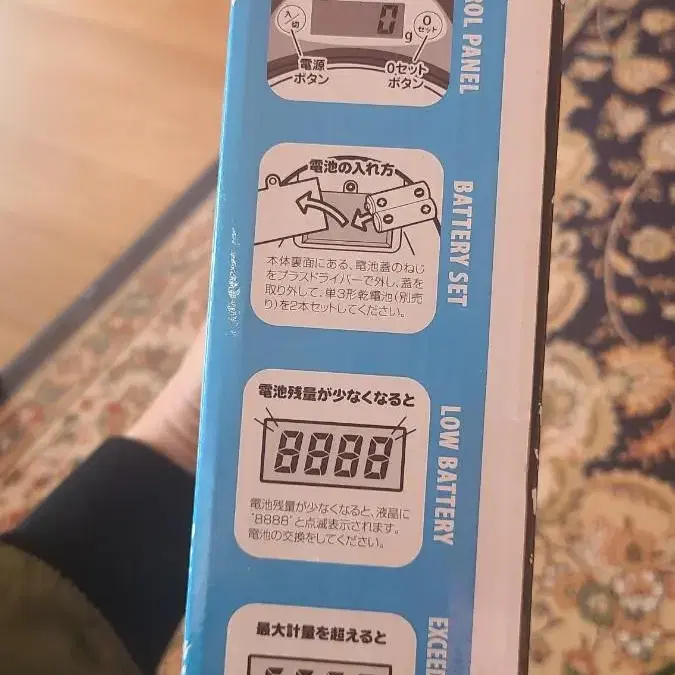 入/切
0
g
0
セット
電源
ボタン
0セット
ボタン
ROL PANEL
電池の入れ方
本体裏面にある、電池蓋のねじ
をプラスドライバーで外し、蓋を
取り外して、単3形乾電池(別売
り)を2本セットしてください。
BATTERY SET
電池残量が少なくなると
8888
電池残量が少なくなると、液晶に
"8888"と点滅表示されます。
電池の交換をしてください。
LOW BATTERY
最大計量を超えると
EXCEE